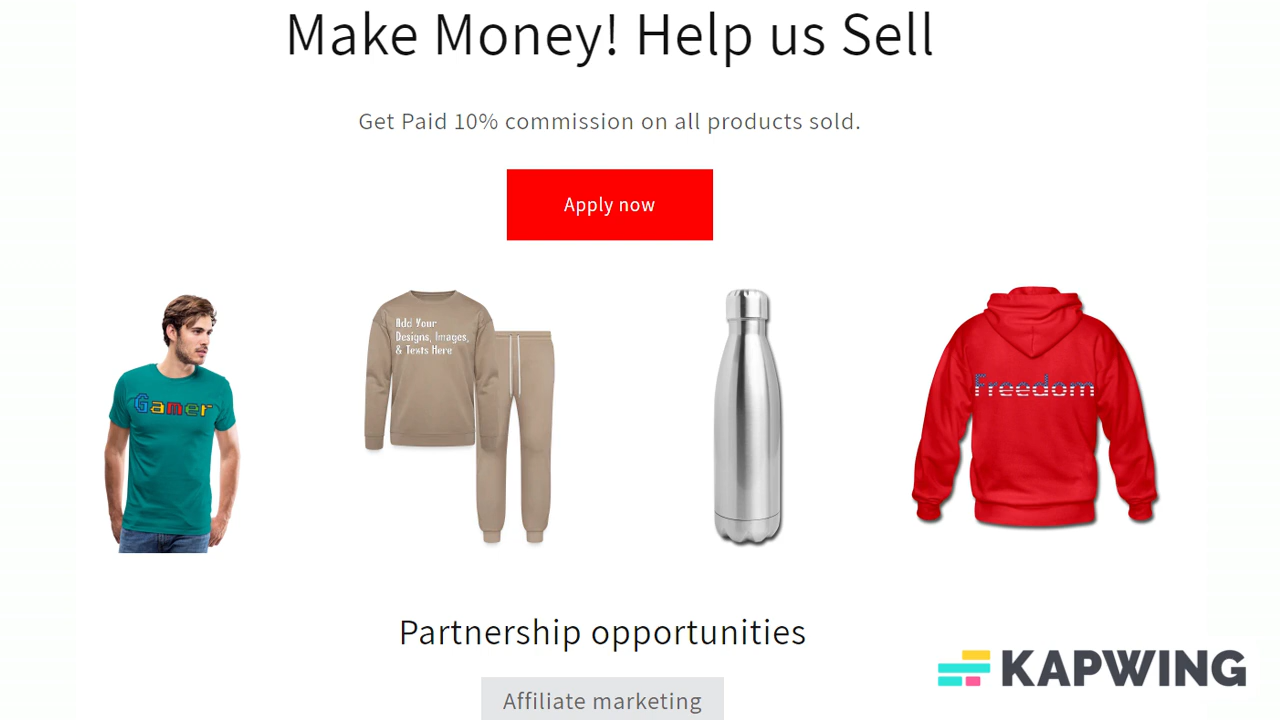 Make Money! Help us Sell
Get Paid 10% commission on all products sold.
Apply now
Gamer
Add Your
Designs, Images,
& Texts Here
Freedom
Partnership opportunities
KAPWING
Affiliate marketing